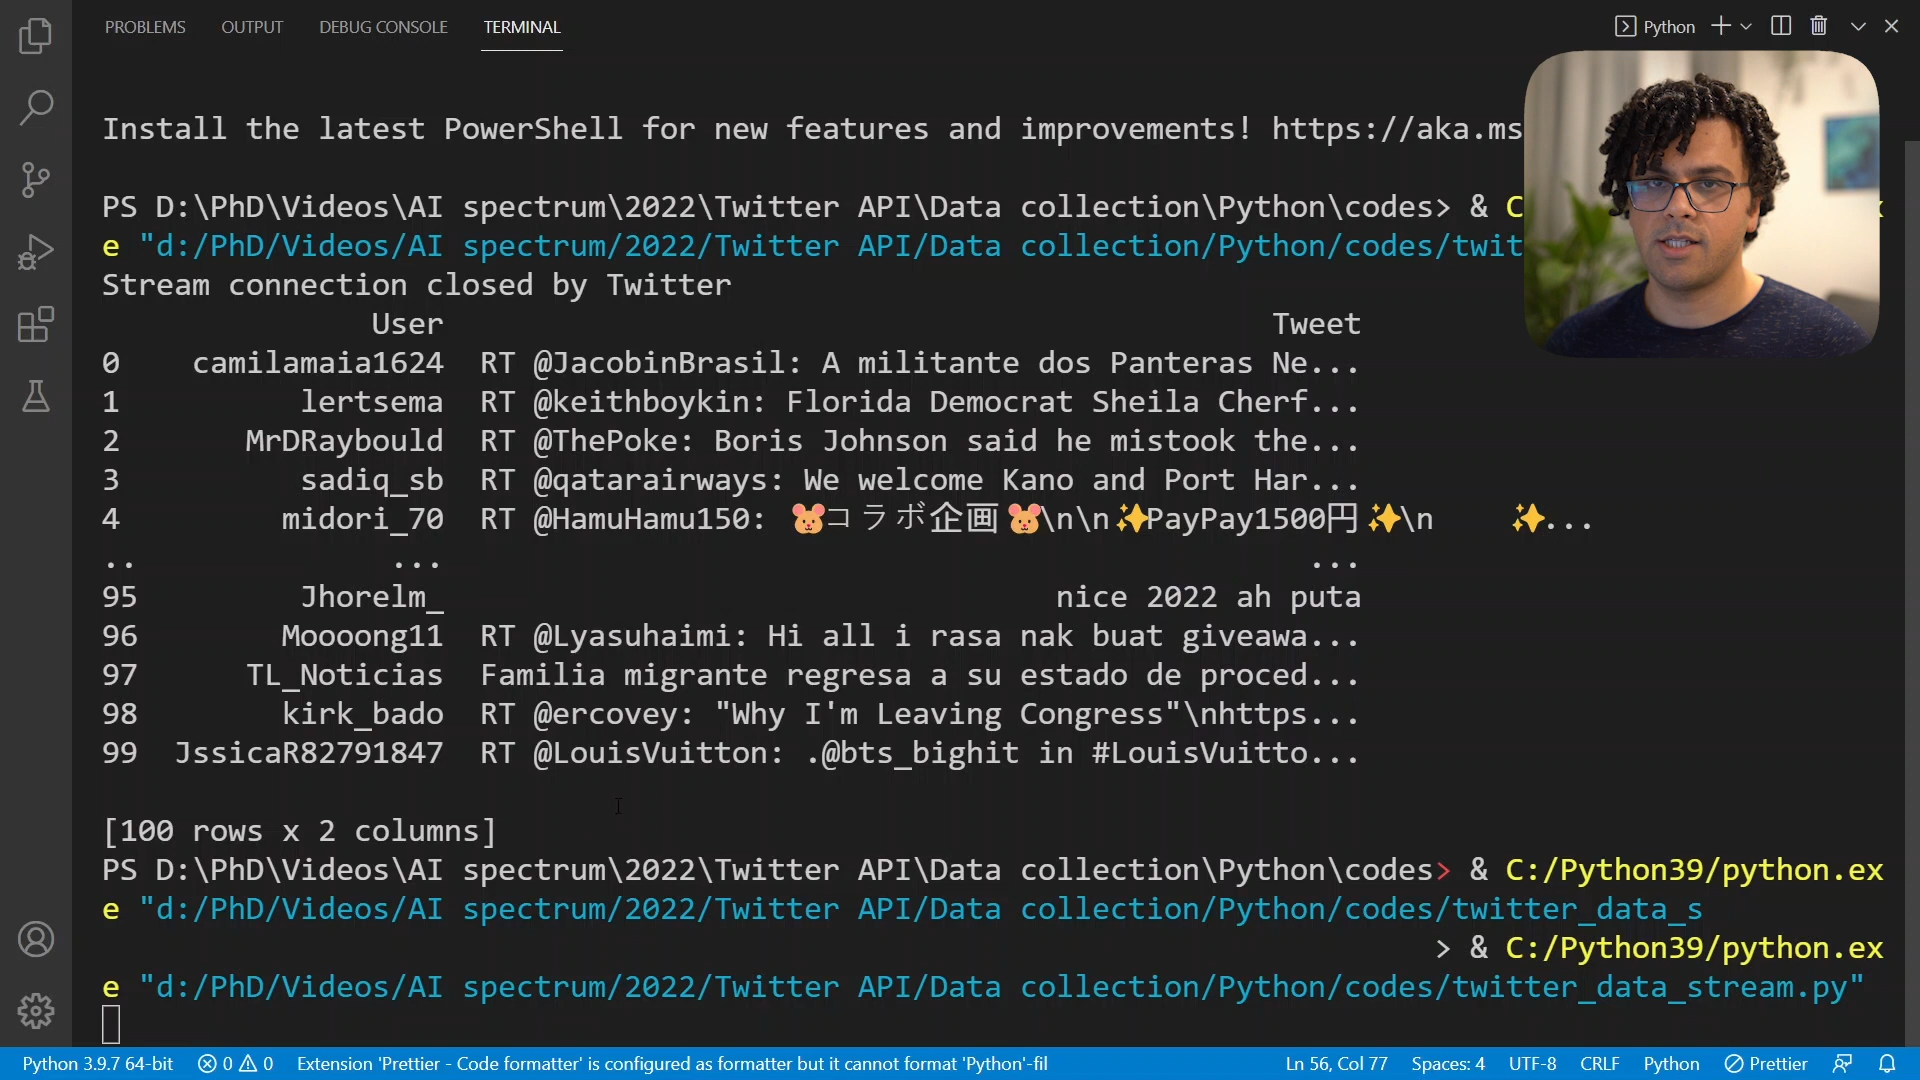 PROBLEMS OUTPUT DEBUG CONSOLE TERMINAL Python
Install the latest PowerShell for new features and improvements! https://aka.ms
PS D:\PhD\Videos\AI spectrum\2022\Twitter API\Data collection\Python\codes> & C
e "d:/PhD/Videos/AI spectrum/2022/Twitter API/Data collection/Python/codes/twit
Stream connection closed by Twitter
User Tweet
0 camilamaia1624 RT @JacobinBrasil: A militante dos Panteras Ne...
1 lertsema RT @keithboykin: Florida Democrat Sheila Cherf...
2 MrDRaybould RT @ThePoke: Boris Johnson said he mistook the...
3 sadiq_sb RT @qatarairways: We welcome Kano and Port Har...
4 midori_70 RT @HamuHamu150: 🐹コラボ企画🐹\n\n✨PayPay1500円✨\n ✨...
.. ... ...
95 Jhorelm_ nice 2022 ah puta
96 Moooong11 RT @Lyasuhaimi: Hi all i rasa nak buat giveawa...
97 TL_Noticias Familia migrante regresa a su estado de proced...
98 kirk_bado RT @ercovey: "Why I'm Leaving Congress"\nhttps...
99 JssicaR82791847 RT @LouisVuitton: .@bts_bighit in #LouisVuitto...
[100 rows x 2 columns]
PS D:\PhD\Videos\AI spectrum\2022\Twitter API\Data collection\Python\codes> & C:/Python39/python.ex
e "d:/PhD/Videos/AI spectrum/2022/Twitter API/Data collection/Python/codes/twitter_data_s
> & C:/Python39/python.ex
e "d:/PhD/Videos/AI spectrum/2022/Twitter API/Data collection/Python/codes/twitter_data_stream.py"
Python 3.9.7 64-bit 0 0 Extension 'Prettier - Code formatter' is configured as formatter but it cannot format 'Python'-fil Ln 56, Col 77 Spaces: 4 UTF-8 CRLF Python Prettier